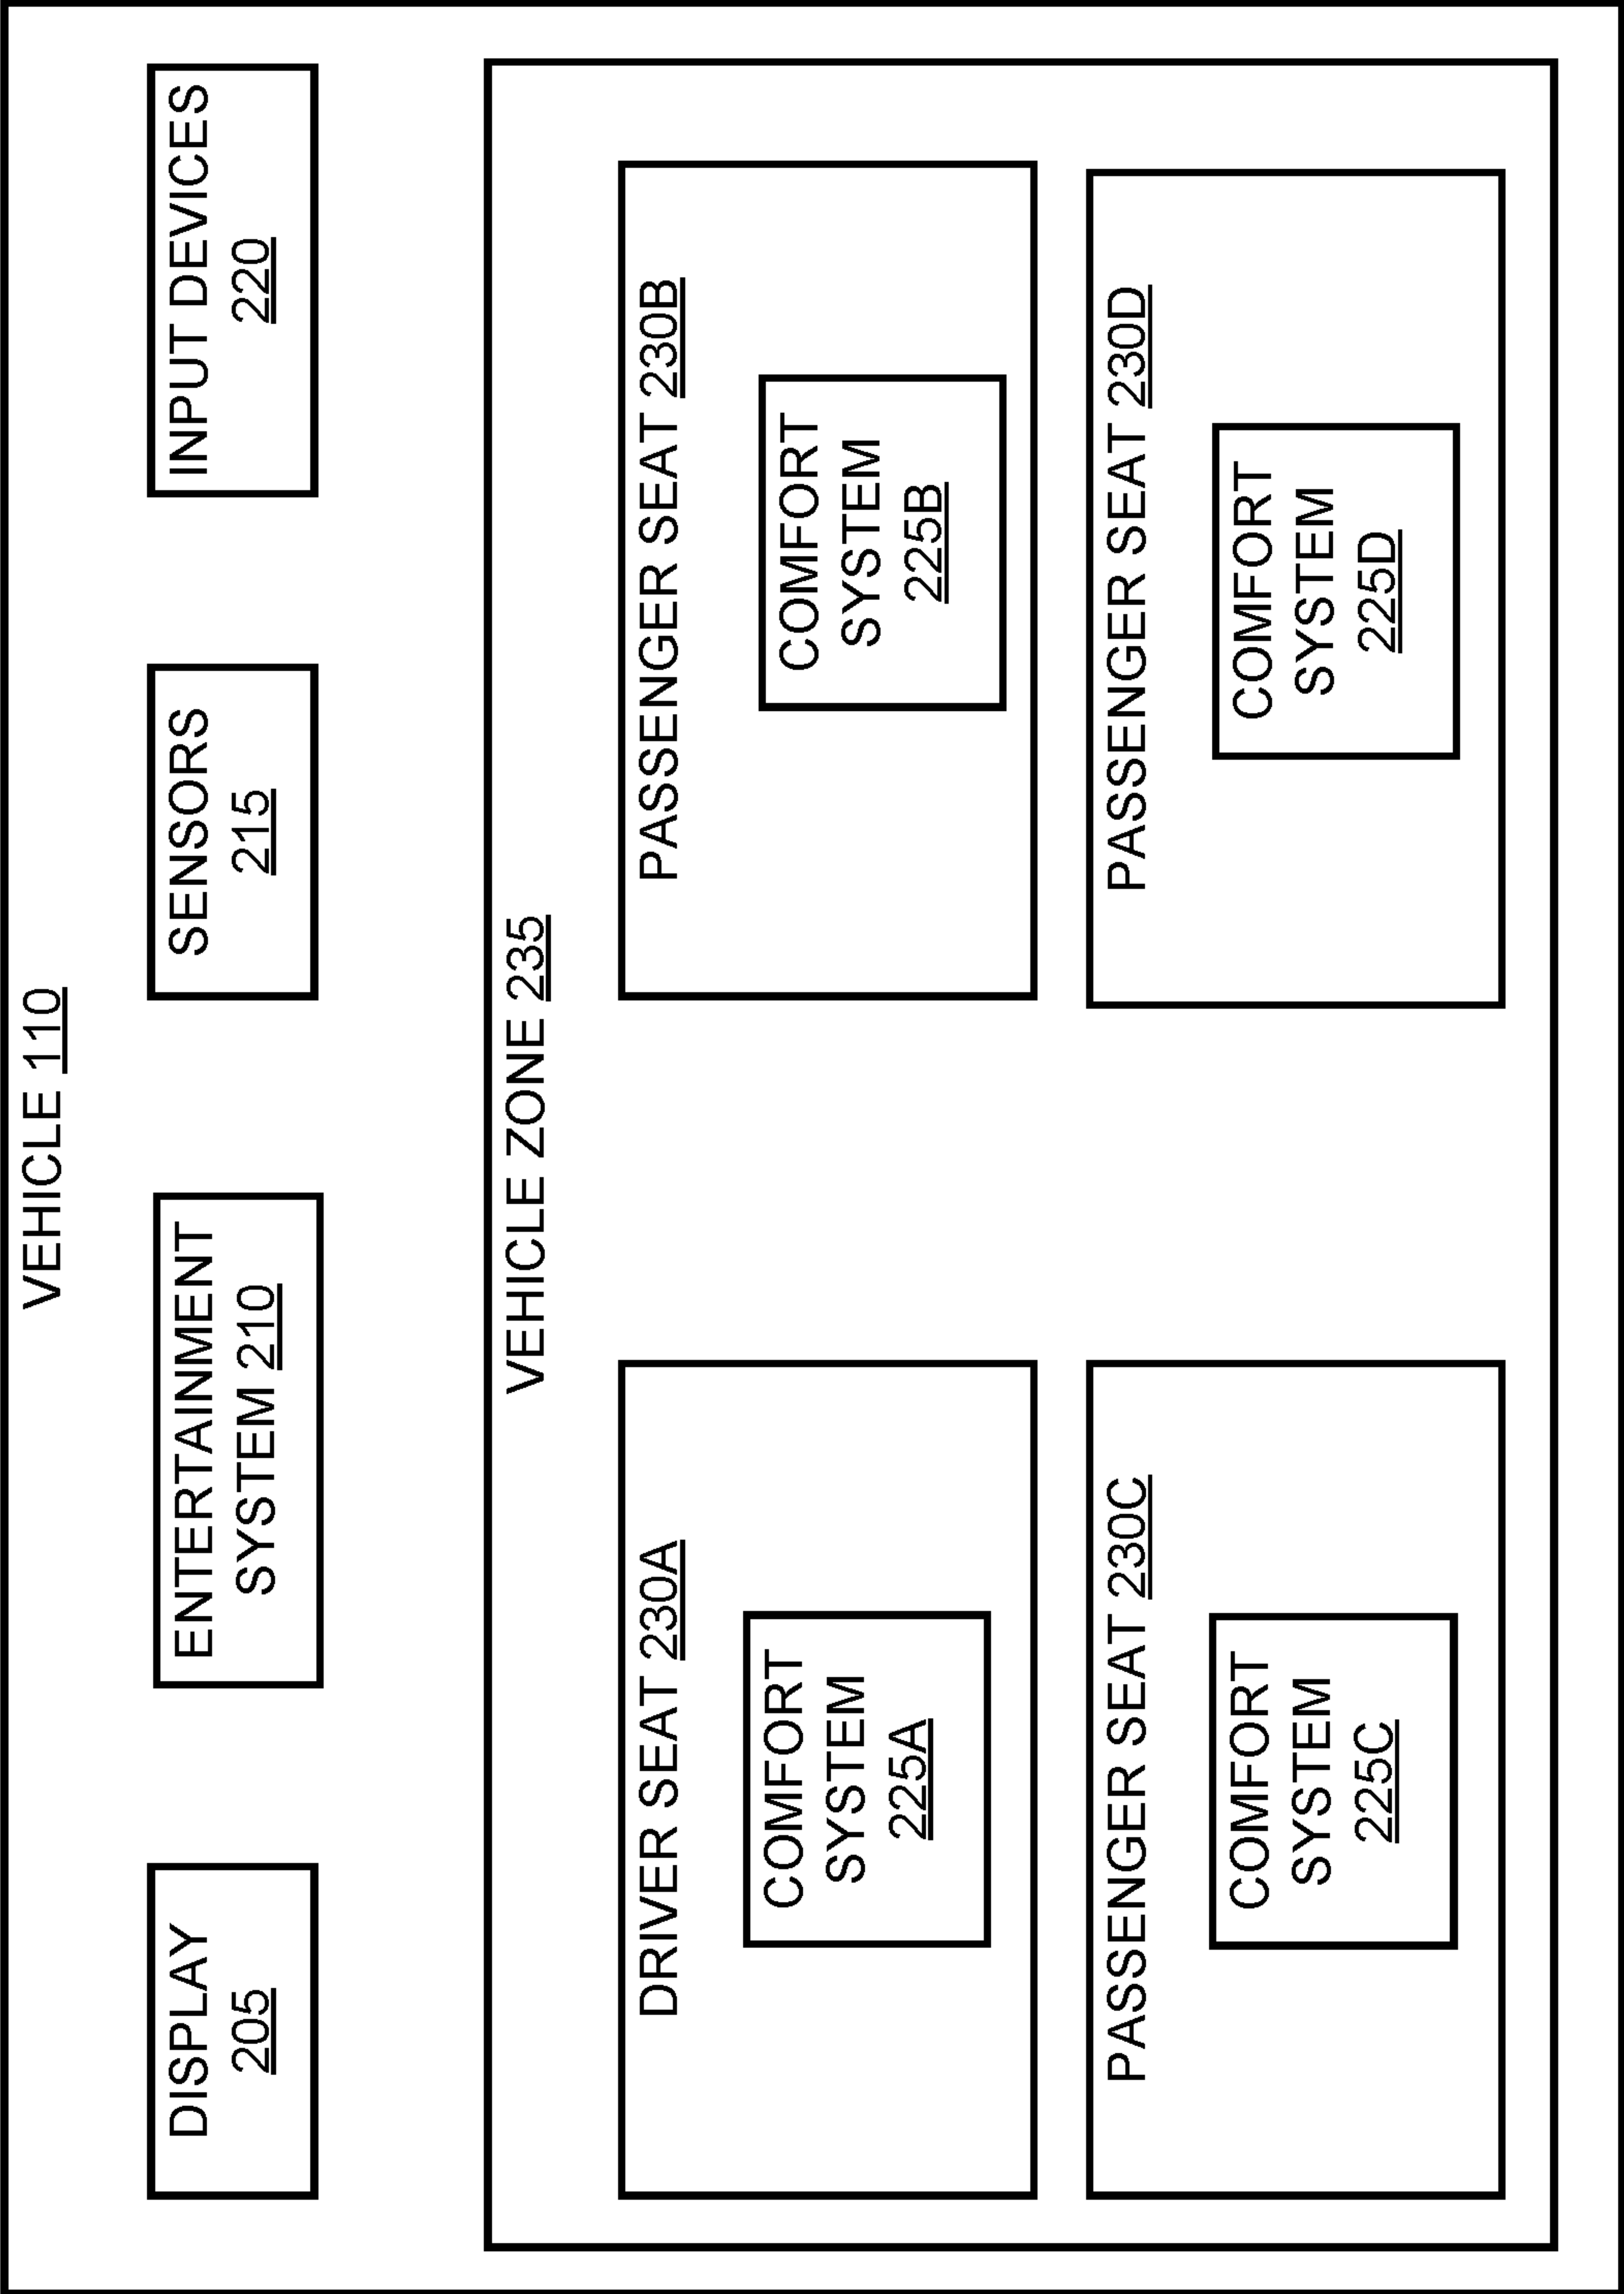 VEHICLE 110
DISPLAY
205
ENTERTAINMENT
SYSTEM 210
SENSORS
215
INPUT DEVICES
220
VEHICLE ZONE 235
DRIVER SEAT 230A
COMFORT
SYSTEM
225A
PASSENGER SEAT 230B
COMFORT
SYSTEM
225B
PASSENGER SEAT 230C
COMFORT
SYSTEM
225C
PASSENGER SEAT 230D
COMFORT
SYSTEM
225D